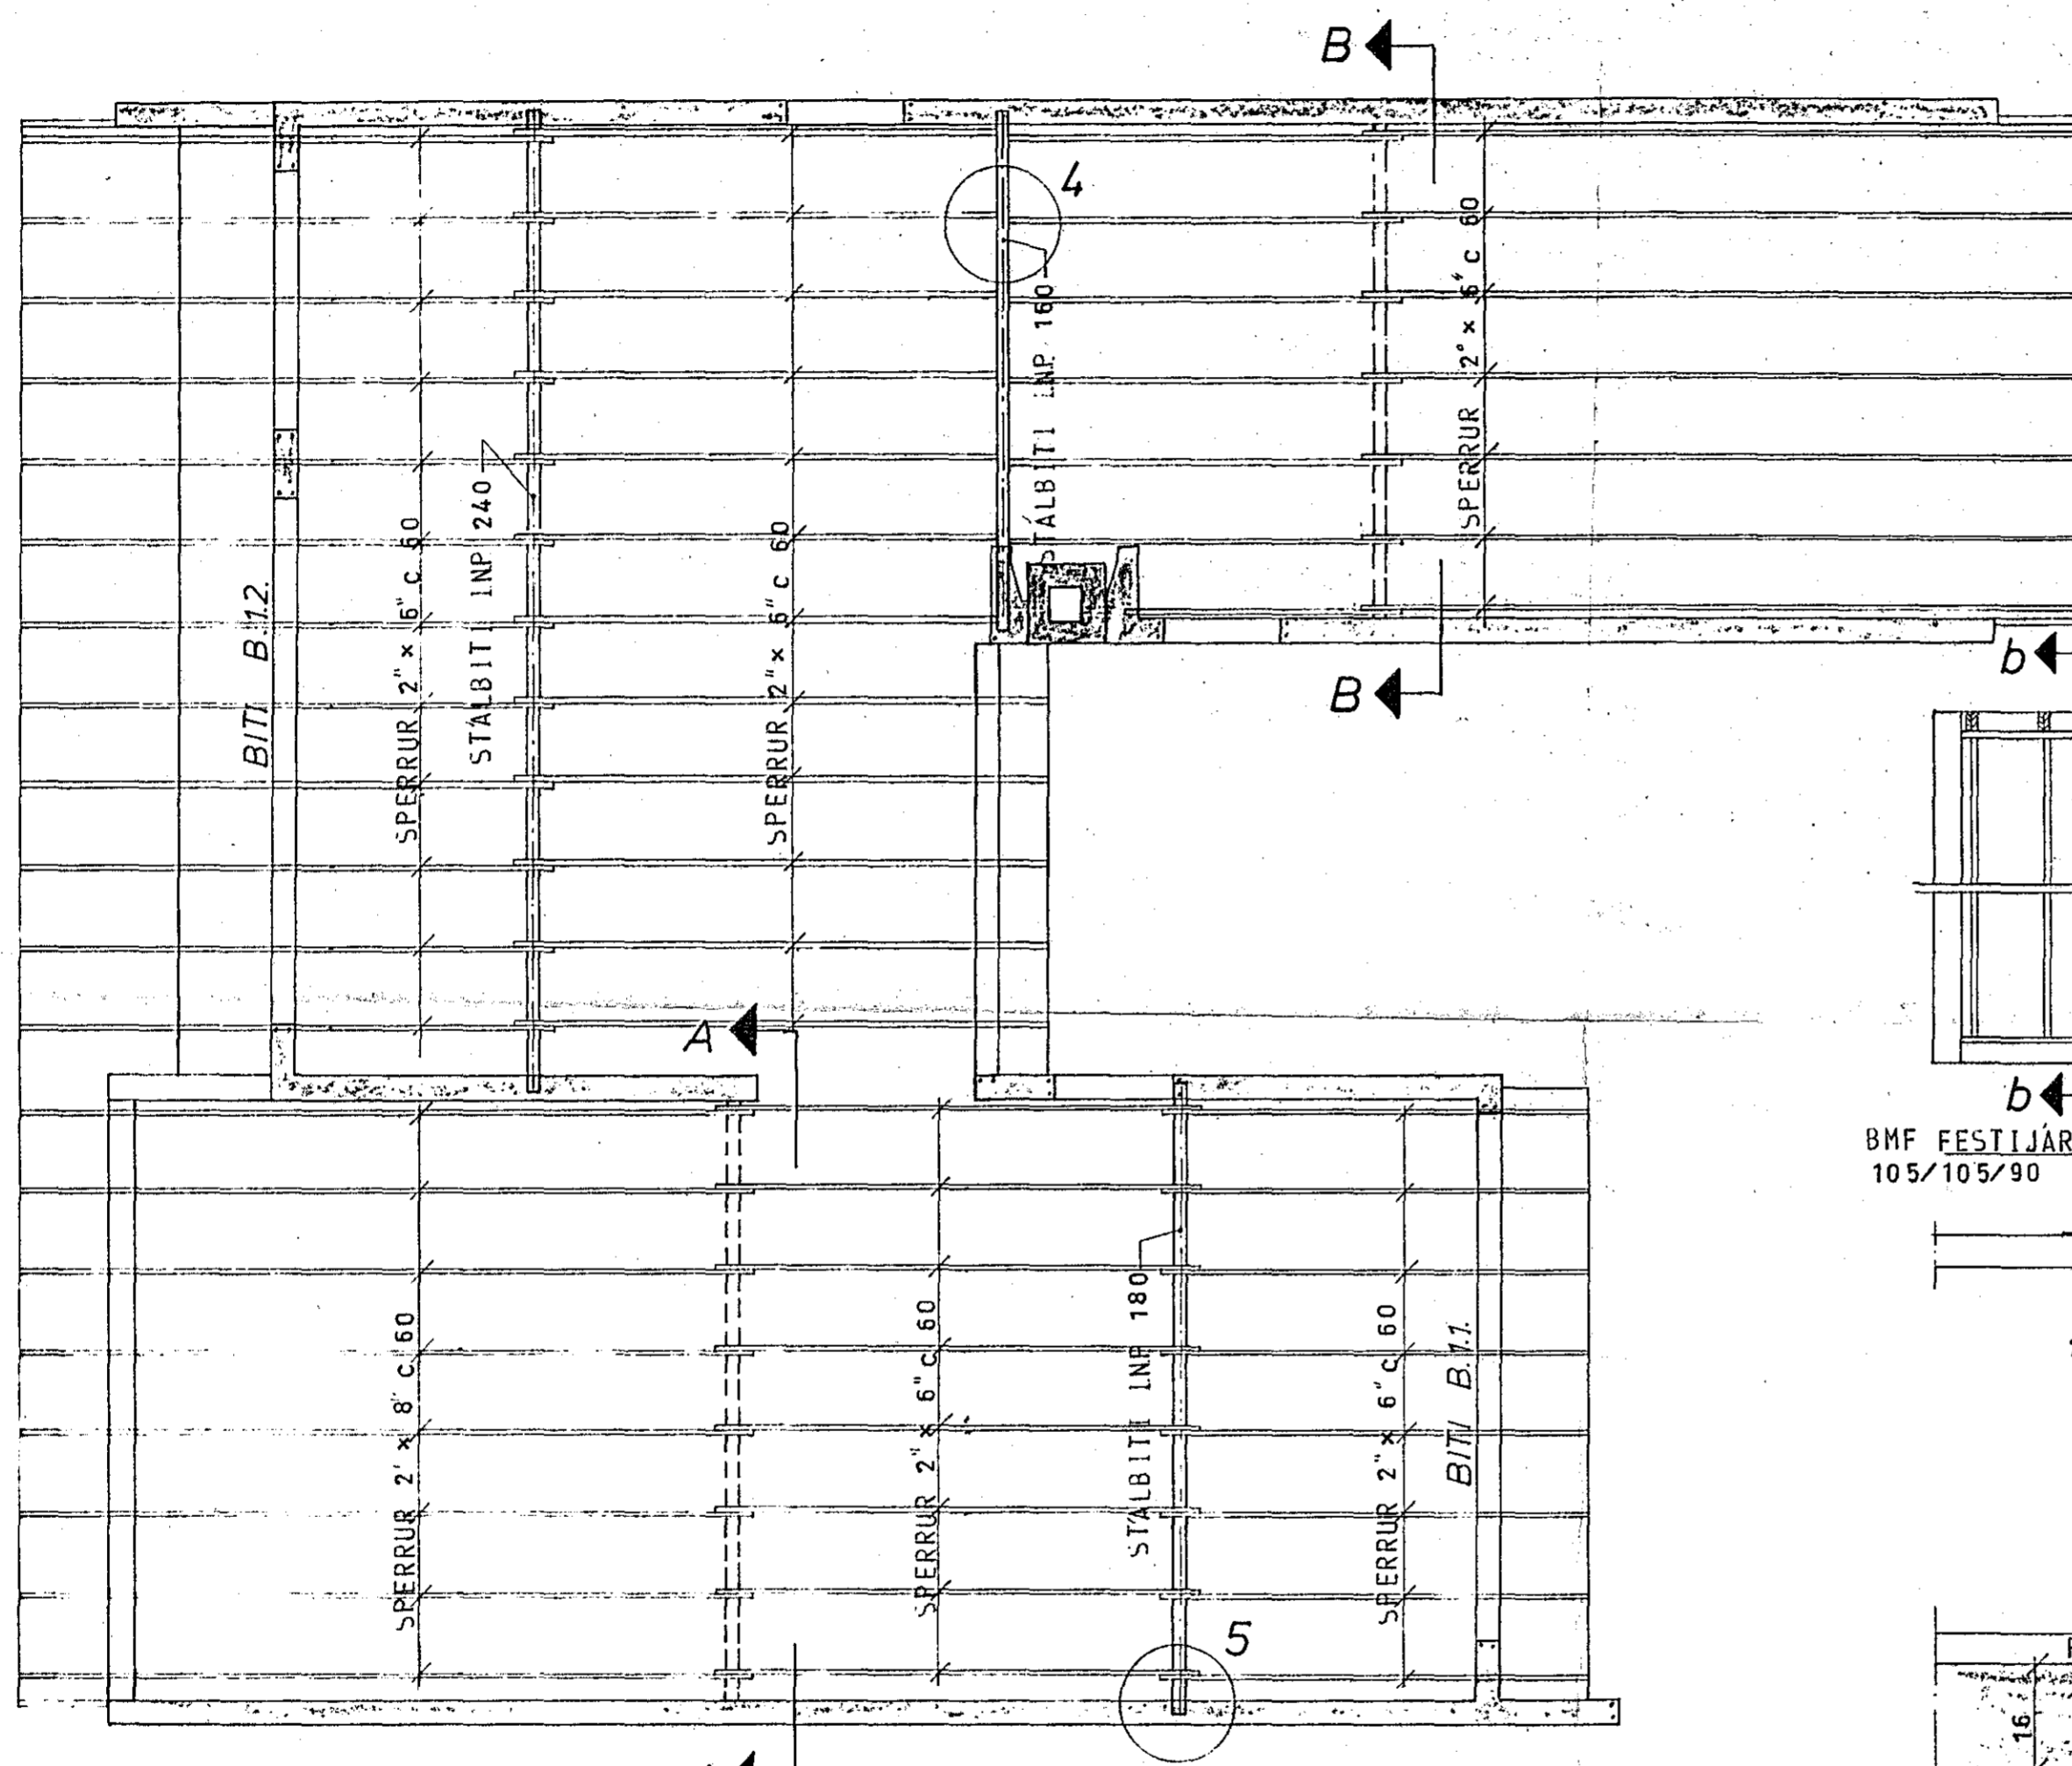 B
4
SPERRUR 2" x 6" c 60
STÁLBITI INP. 160
STÁLBITI INP 240
SPERRUR 2" x 6" c 60
SPERRUR 2" x 6" c 60
BITI B.1.2.
B
b
A
b
BMF FESTIJÁR
105/105/90
SPERRUR 2' x 8' c 60
SPERRUR 2" x 6" c 60
STÁLBITI INP. 180
SPERRUR 2" x 6" c 60
BITI B.1.1.
5
16